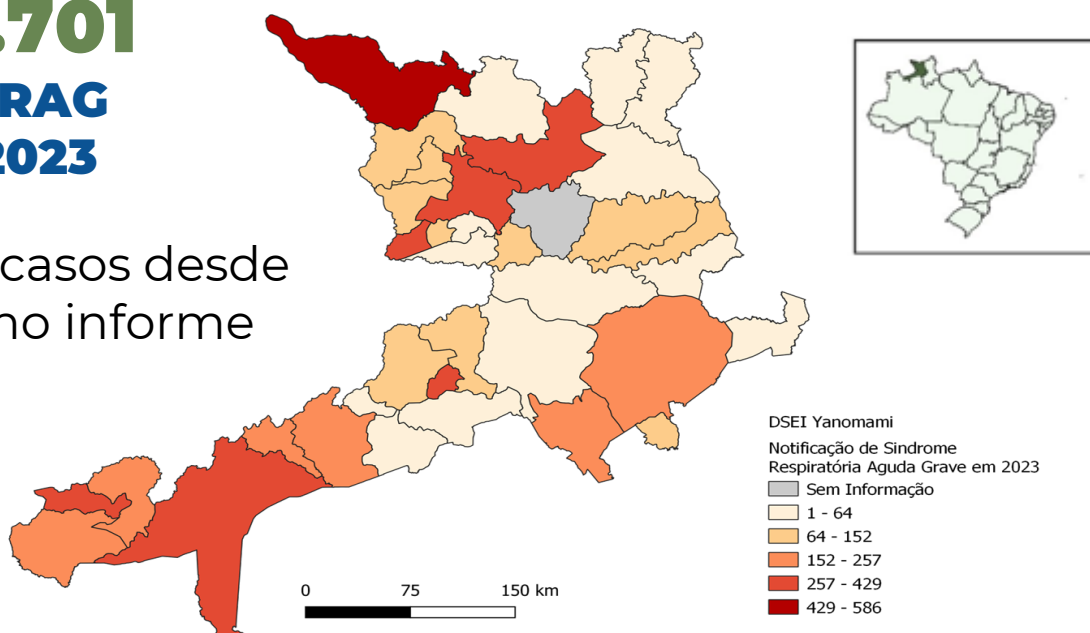 .701
RAG
2023
casos desde
no informe
DSEI Yanomami
Notificação de Sindrome
Respiratória Aguda Grave em 2023
Sem Informação
1 - 64
64 - 152
152 - 257
257 - 429
429 - 586
0 75 150 km